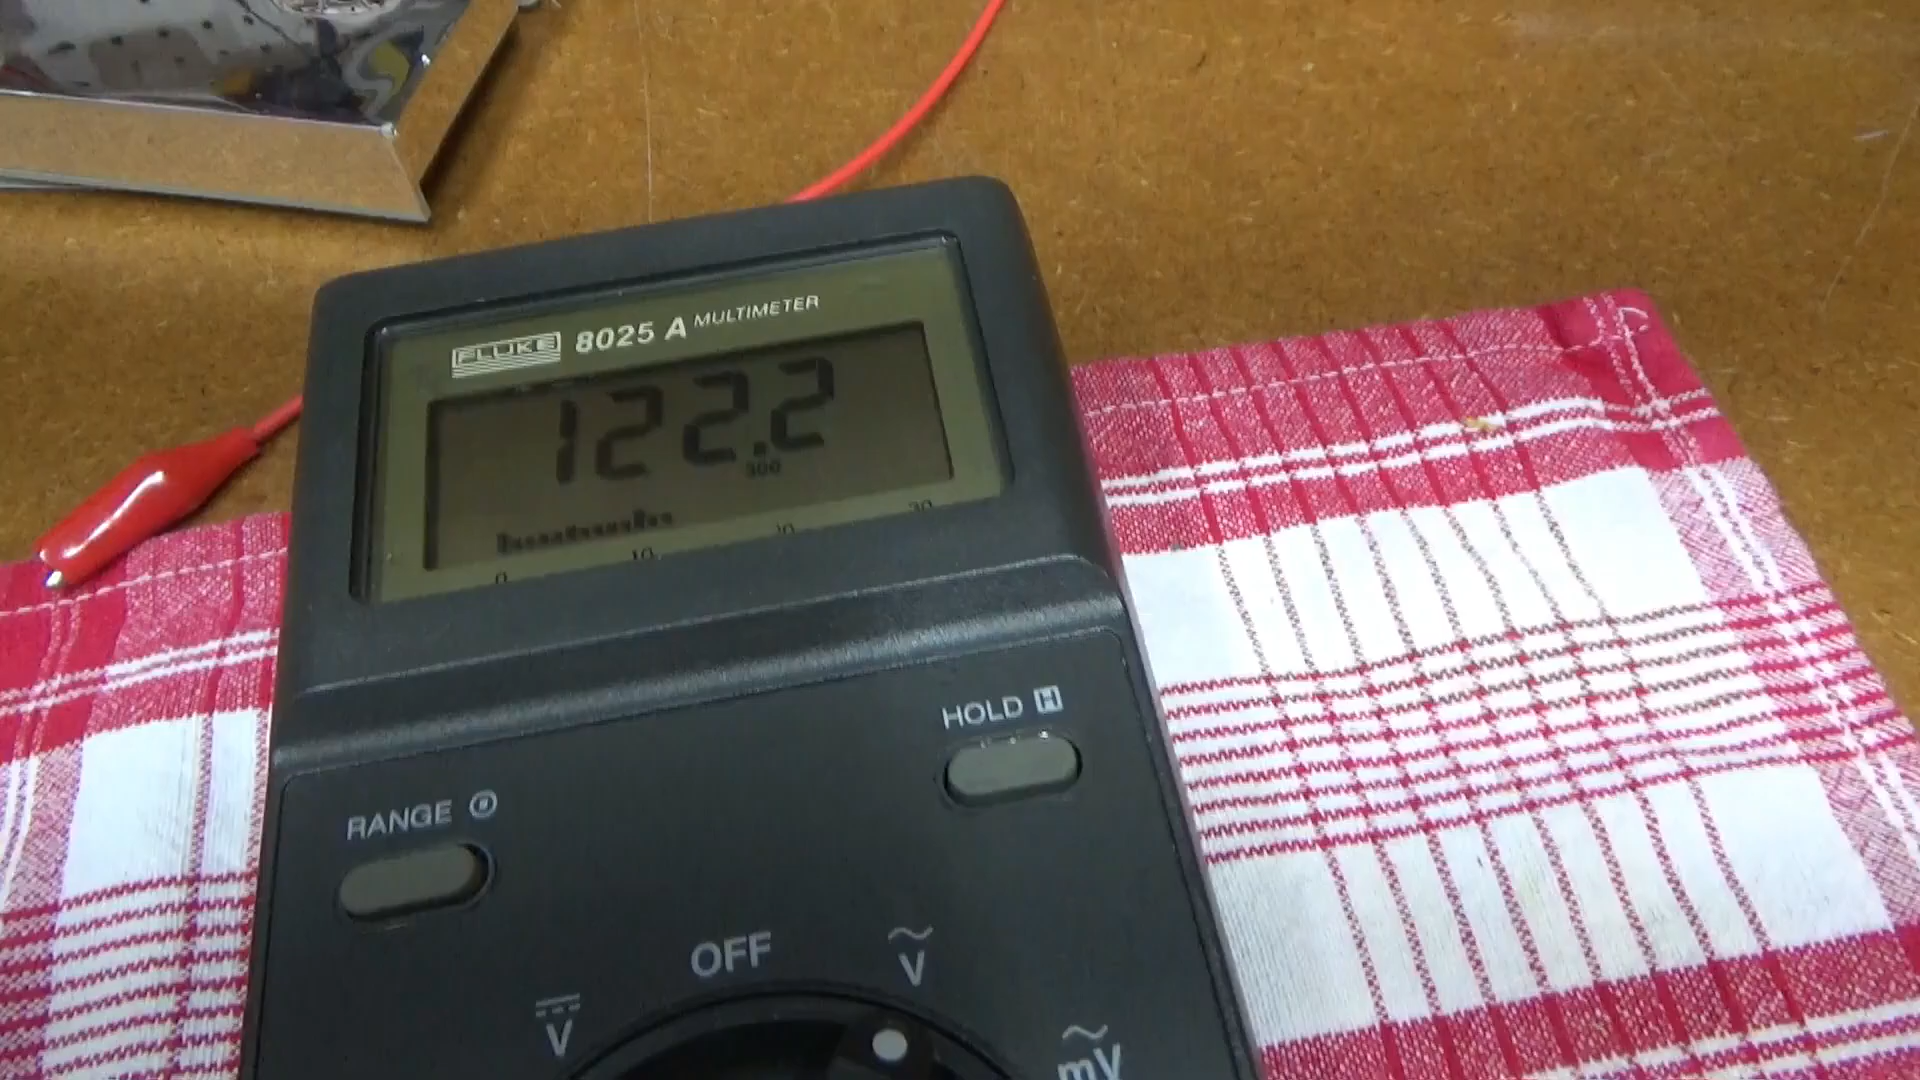 FLUKE 8025 A MULTIMETER
122.2
300
0 10 20 30
HOLD H
RANGE
OFF
V
V
mV